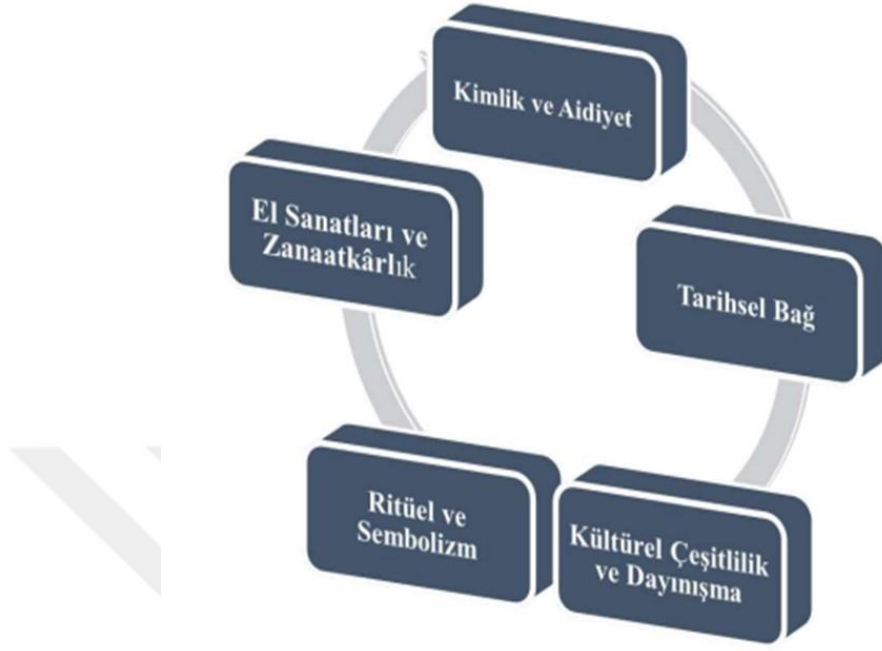 Kimlik ve Aidiyet
Tarihsel Bağ
Kültürel Çeşitlilik
ve Dayınışma
Ritüel ve
Sembolizm
El Sanatları ve
Zanaatkârlık